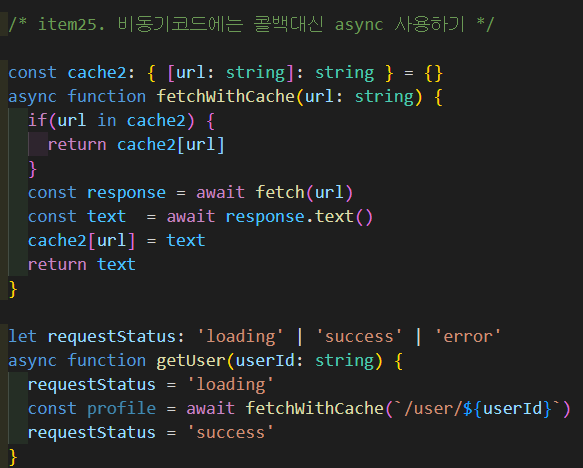 /* item25. 비동기코드에는 콜백대신 async 사용하기 */
const cache2: { [url: string]: string } = {}
async function fetchWithCache(url: string) {
if(url in cache2) {
return cache2[url]
}
const response = await fetch(url)
const text  = await response.text()
cache2[url] = text
return text
}
let requestStatus: 'loading' | 'success' | 'error'
async function getUser(userId: string) {
requestStatus = 'loading'
const profile = await fetchWithCache(`/user/${userId}`)
requestStatus = 'success'
}